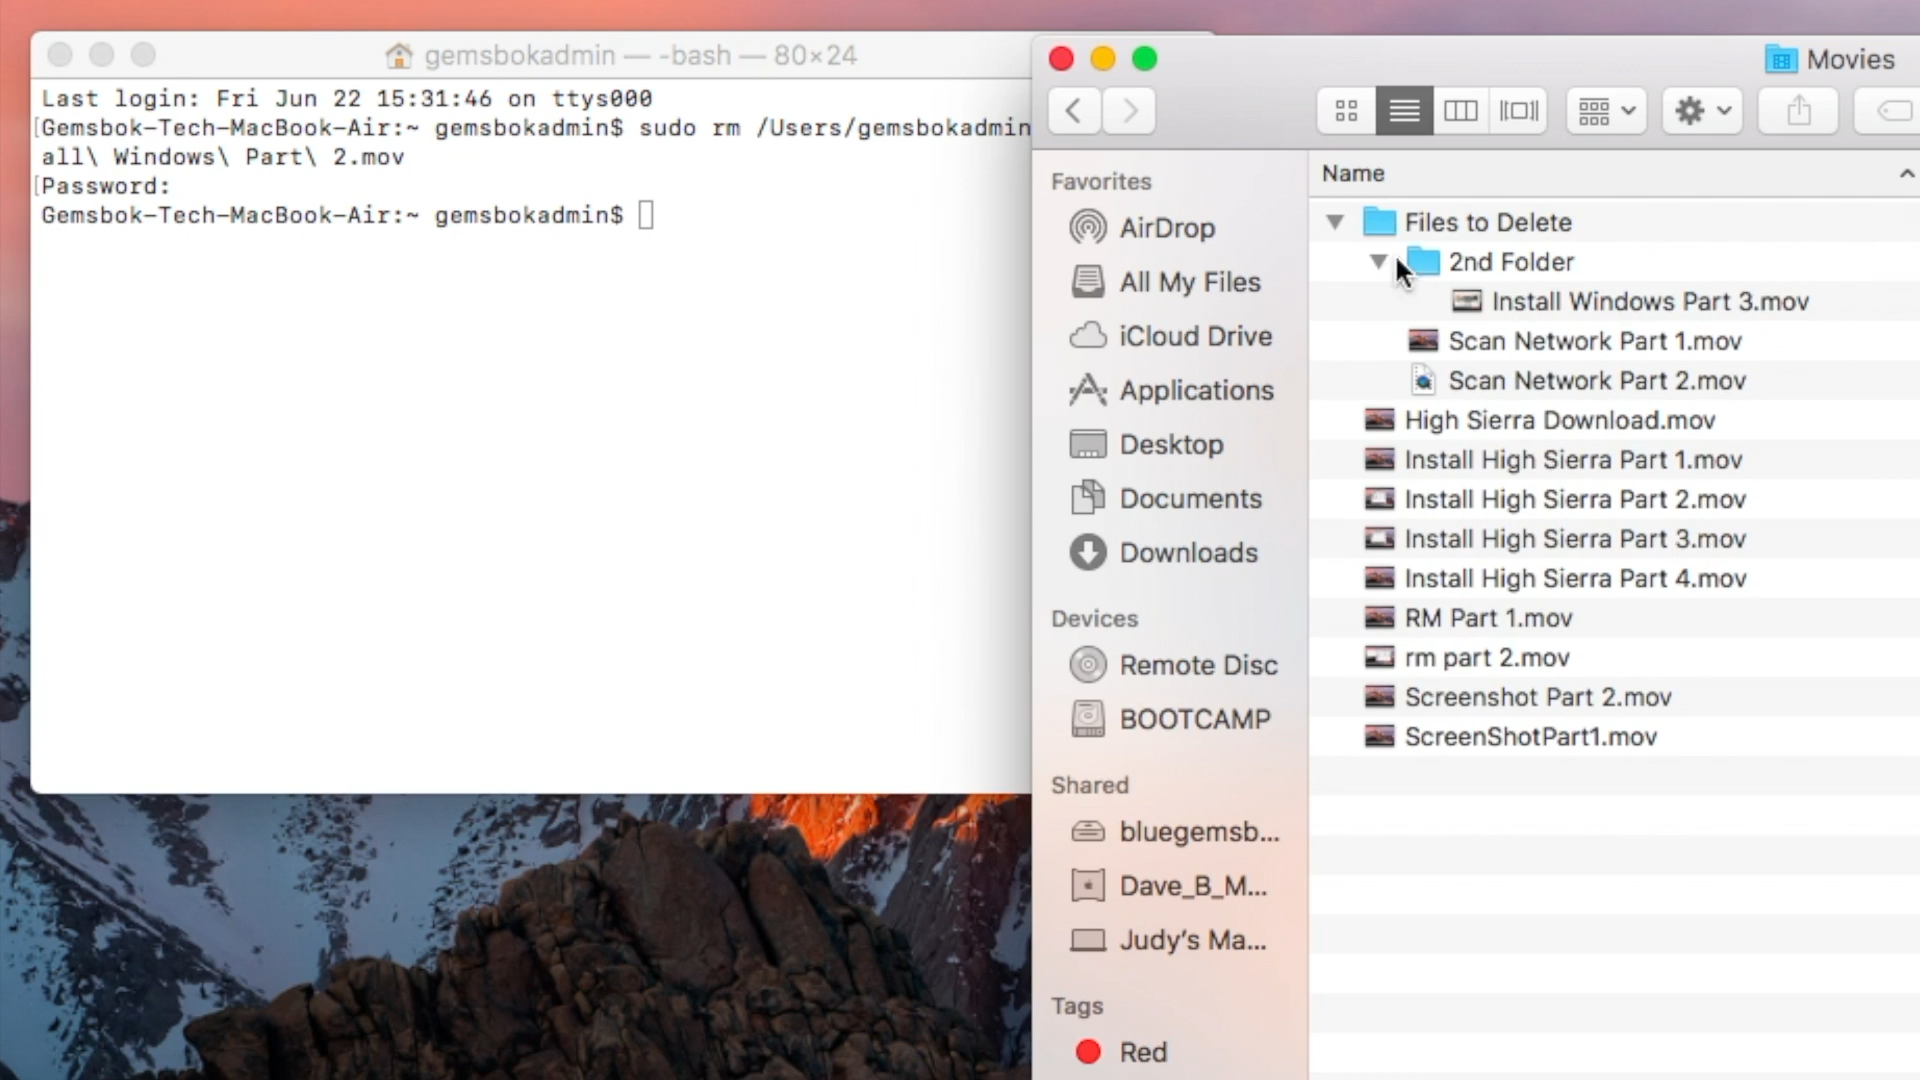 gemsbokadmin — -bash — 80×24
Last login: Fri Jun 22 15:31:46 on ttys000
[Gemsbok-Tech-MacBook-Air:~ gemsbokadmin$ sudo rm /Users/gemsbokadmin
all\ Windows\ Part\ 2.mov
[Password:
Gemsbok-Tech-MacBook-Air:~ gemsbokadmin$
Movies
Favorites
AirDrop
All My Files
iCloud Drive
Applications
Desktop
Documents
Downloads
Devices
Remote Disc
BOOTCAMP
Shared
bluegemsb...
Dave_B_M...
Judy’s Ma...
Tags
Red
Name
Files to Delete
2nd Folder
Install Windows Part 3.mov
Scan Network Part 1.mov
Scan Network Part 2.mov
High Sierra Download.mov
Install High Sierra Part 1.mov
Install High Sierra Part 2.mov
Install High Sierra Part 3.mov
Install High Sierra Part 4.mov
RM Part 1.mov
rm part 2.mov
Screenshot Part 2.mov
ScreenShotPart1.mov